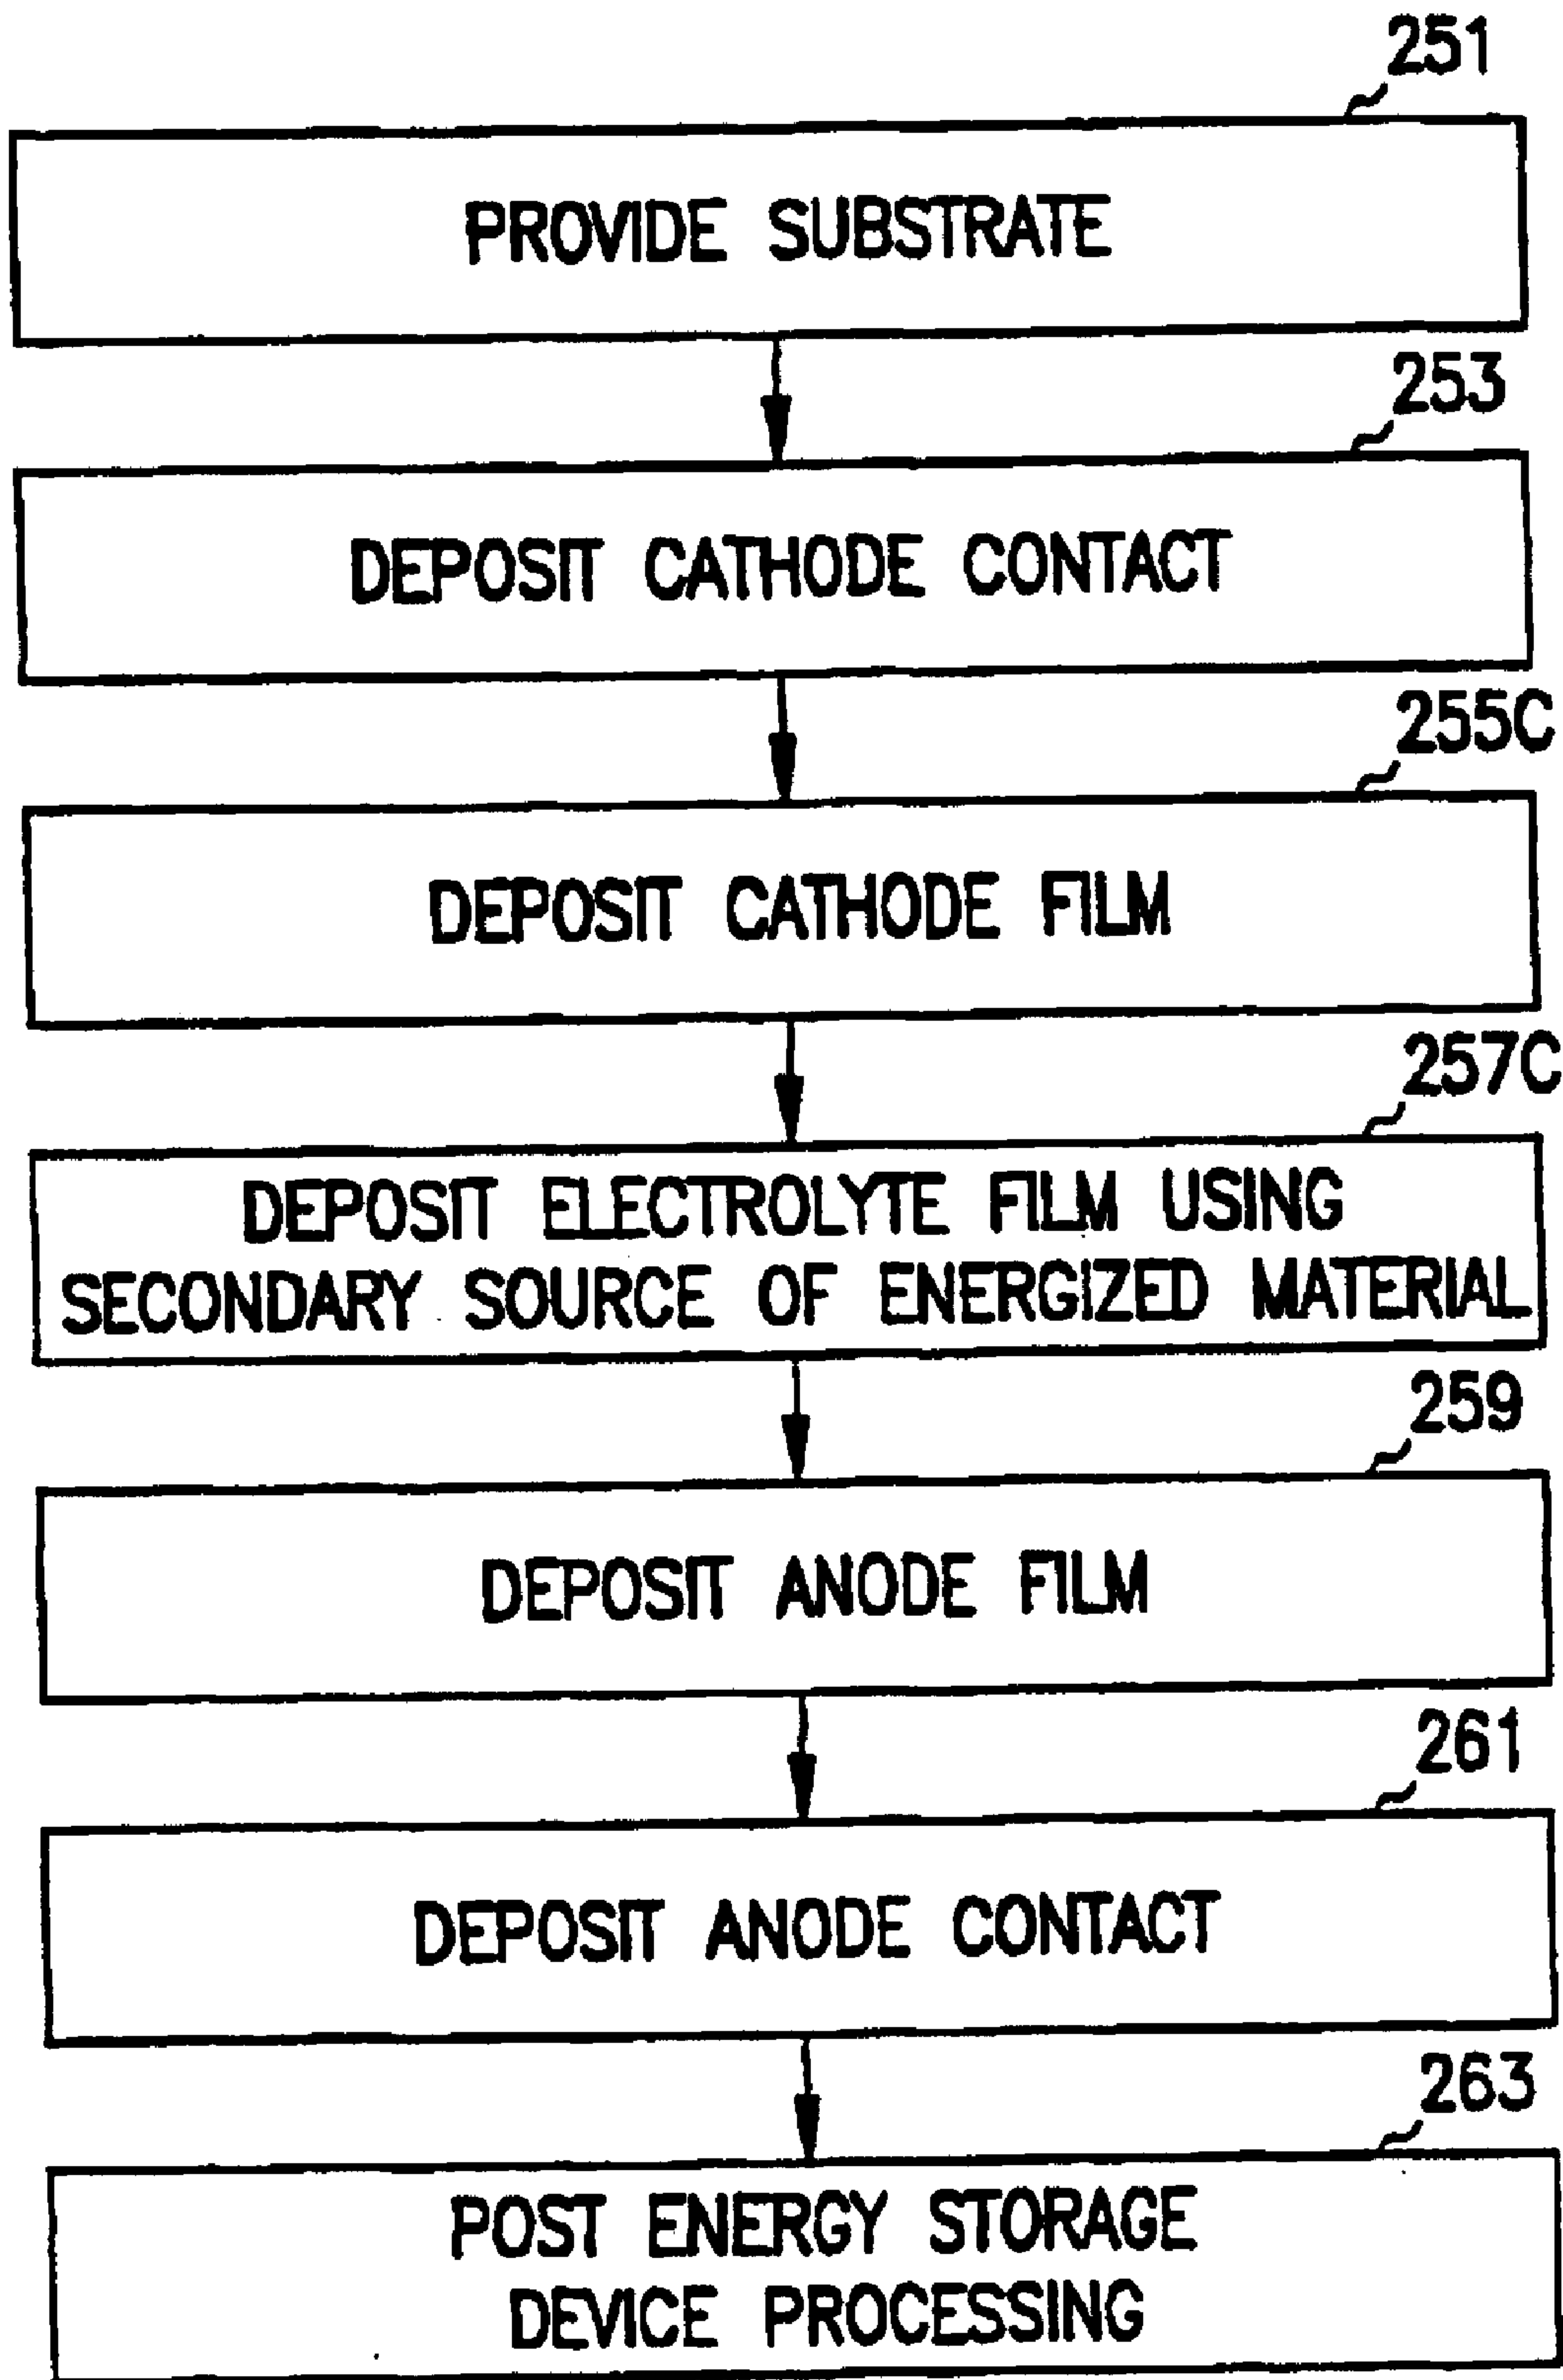 251
PROVIDE SUBSTRATE
253
DEPOSIT CATHODE CONTACT
255C
DEPOSIT CATHODE FILM
257C
DEPOSIT ELECTROLYTE FILM USING
SECONDARY SOURCE OF ENERGIZED MATERIAL
259
DEPOSIT ANODE FILM
261
DEPOSIT ANODE CONTACT
263
POST ENERGY STORAGE
DEVICE PROCESSING